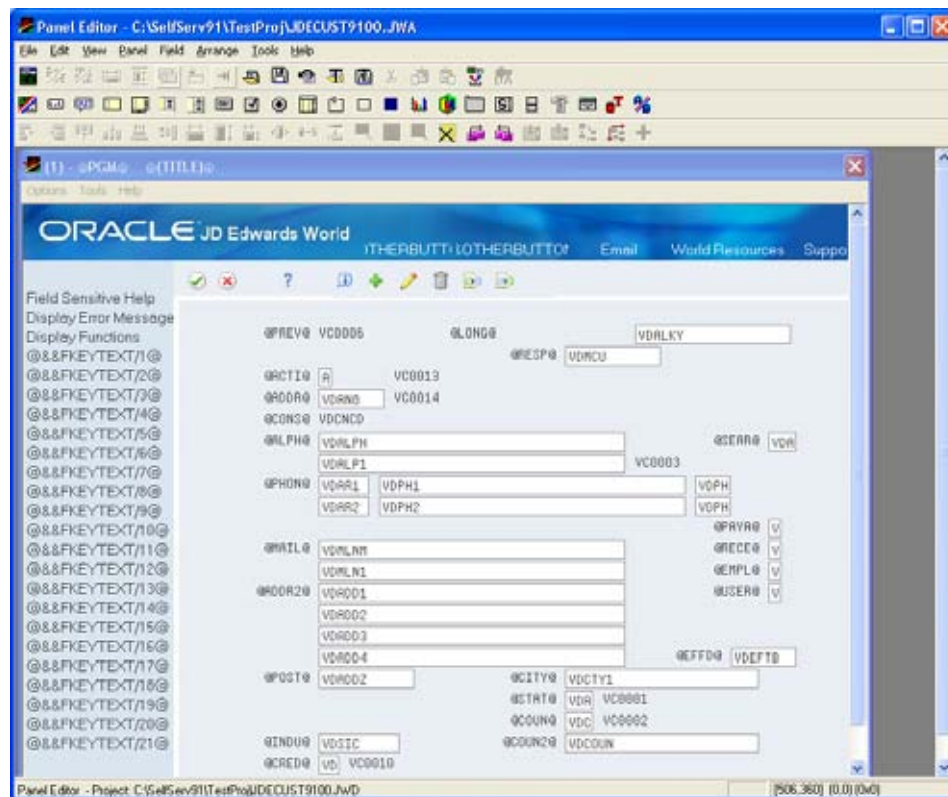 Panel Editor - C:\SelfServ91\TestProj\JDECUST9100.JWA
File Edit View Panel Field Arrange Tools Help
(1) - @PGM@ @(TITLE)@
Options Tools Help
ORACLE JD Edwards World
Email World Resources Suppo
Field Sensitive Help
Display Error Message
Display Functions
@&&FKEYTEXT/1@
@&&FKEYTEXT/2@
@&&FKEYTEXT/3@
@&&FKEYTEXT/4@
@&&FKEYTEXT/5@
@&&FKEYTEXT/6@
@&&FKEYTEXT/7@
@&&FKEYTEXT/8@
@&&FKEYTEXT/9@
@&&FKEYTEXT/10@
@&&FKEYTEXT/11@
@&&FKEYTEXT/12@
@&&FKEYTEXT/13@
@&&FKEYTEXT/14@
@&&FKEYTEXT/15@
@&&FKEYTEXT/16@
@&&FKEYTEXT/17@
@&&FKEYTEXT/18@
@&&FKEYTEXT/19@
@&&FKEYTEXT/20@
@&&FKEYTEXT/21@
@PREV@ @LONG@ VDALKY
@RESP@ VDMCU
@ACTI@ A VC0013
@ADDR@ VDAN8 VC0014
@CONS@ VDCNCD
@ALPH@ VDALPH @SEAR@ VDA
VDALP1 VC0003
@PHON@ VDAR1 VDPH1 VDPH
VDAR2 VDPH2 VDPH
@PAYA@ V
@MAIL@ VDMLNM @RECE@ V
VDMLN1 @EMPL@ V
@ADDR2@ VDADD1 @USER@ V
VDADD2
VDADD3
VDADD4 @EFFD@ VDEFTB
@POST@ VDADDZ @CITY@ VDCTY1
@STAT@ VDA VC0001
@COUN@ VDC VC0002
@INDU@ VDSIC @COUN2@ VDCOUN
@CRED@ VD VC0010
Panel Editor - Project: C:\SelfServ91\TestProj\JDECUST9100.JWD [506,360] (0,0) (0x0)